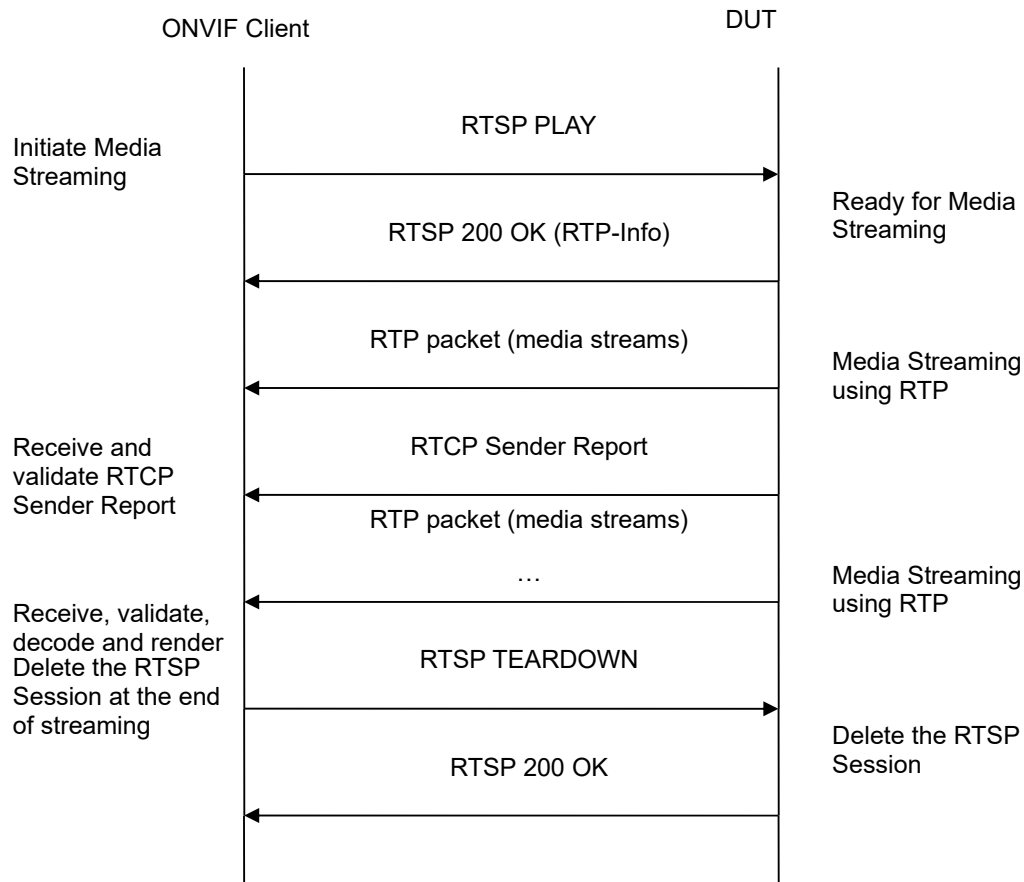 ONVIF Client
DUT
RTSP PLAY
Initiate Media
Streaming
Ready for Media
Streaming
RTSP 200 OK (RTP-Info)
RTP packet (media streams)
Media Streaming
using RTP
Receive and
validate RTCP
Sender Report
RTCP Sender Report
RTP packet (media streams)
…
Media Streaming
using RTP
Receive, validate,
decode and render
Delete the RTSP
Session at the end
of streaming
RTSP TEARDOWN
Delete the RTSP
Session
RTSP 200 OK